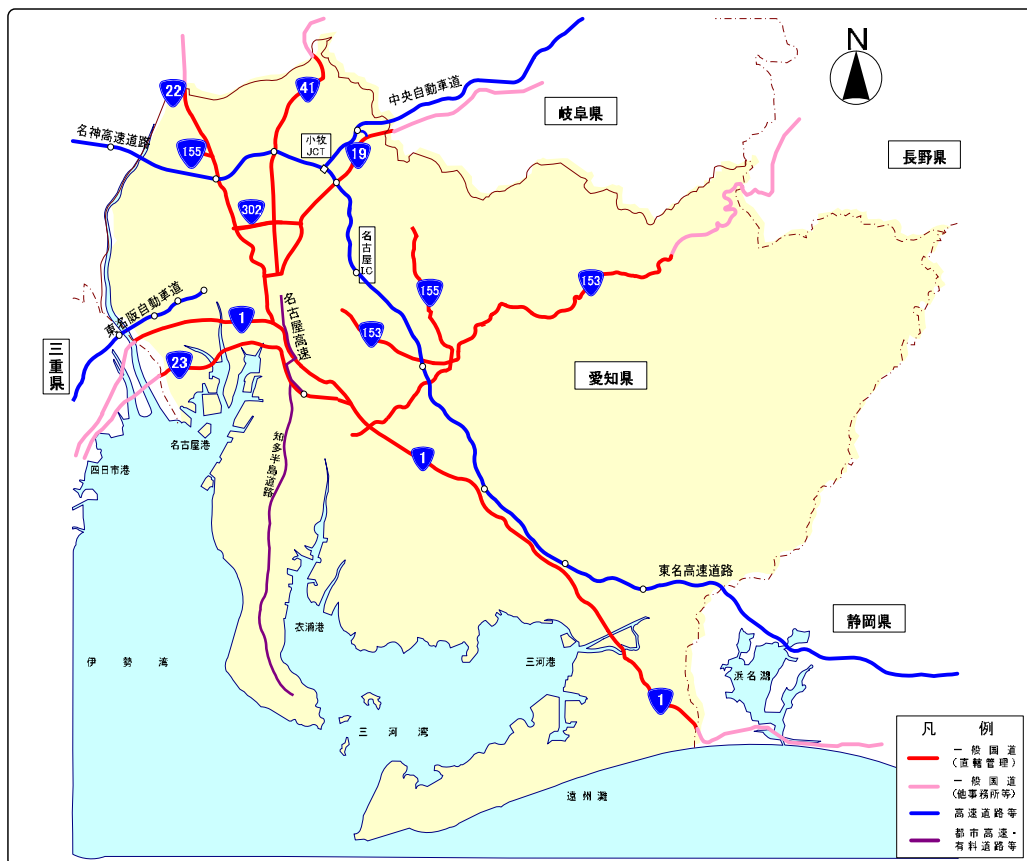 N
22
41
中央自動車道
岐阜県
名神高速道路
小牧
JCT
長野県
155
19
302
名古屋IC
153
155
東名阪自動車道
1
名古屋高速
153
三重県
23
愛知県
名古屋港
四日市港
知多半島道路
1
東名高速道路
静岡県
衣浦港
三河港
伊勢湾
浜名湖
1
三河湾
遠州灘
凡例
一般国道
(直轄管理)
一般国道
(他事務所等)
高速道路等
都市高速・
有料道路等